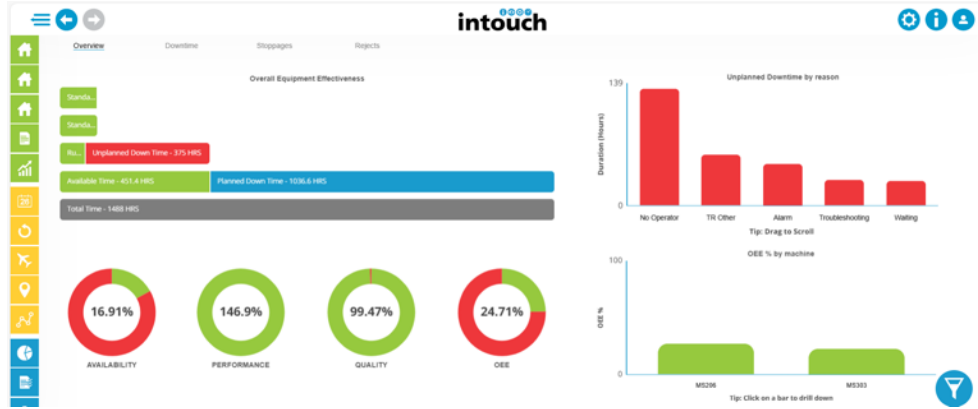 intouch
Overview Downtime Stoppages Rejects
Overall Equipment Effectiveness
Standa...
Standa...
Ru... Unplanned Down Time - 375 HRS
Available Time - 451.4 HRS Planned Down Time - 1036.6 HRS
Total Time - 1488 HRS
16.91%
146.9%
99.47%
24.71%
AVAILABILITY
PERFORMANCE
QUALITY
OEE
Unplanned Downtime by reason
139
Duration (Hours)
0
No Operator TR Other Alarm Troubleshooting Waiting
Tip: Drag to Scroll
OEE % by machine
100
OEE %
0
MS206 MS303
Tip: Click on a bar to drill down